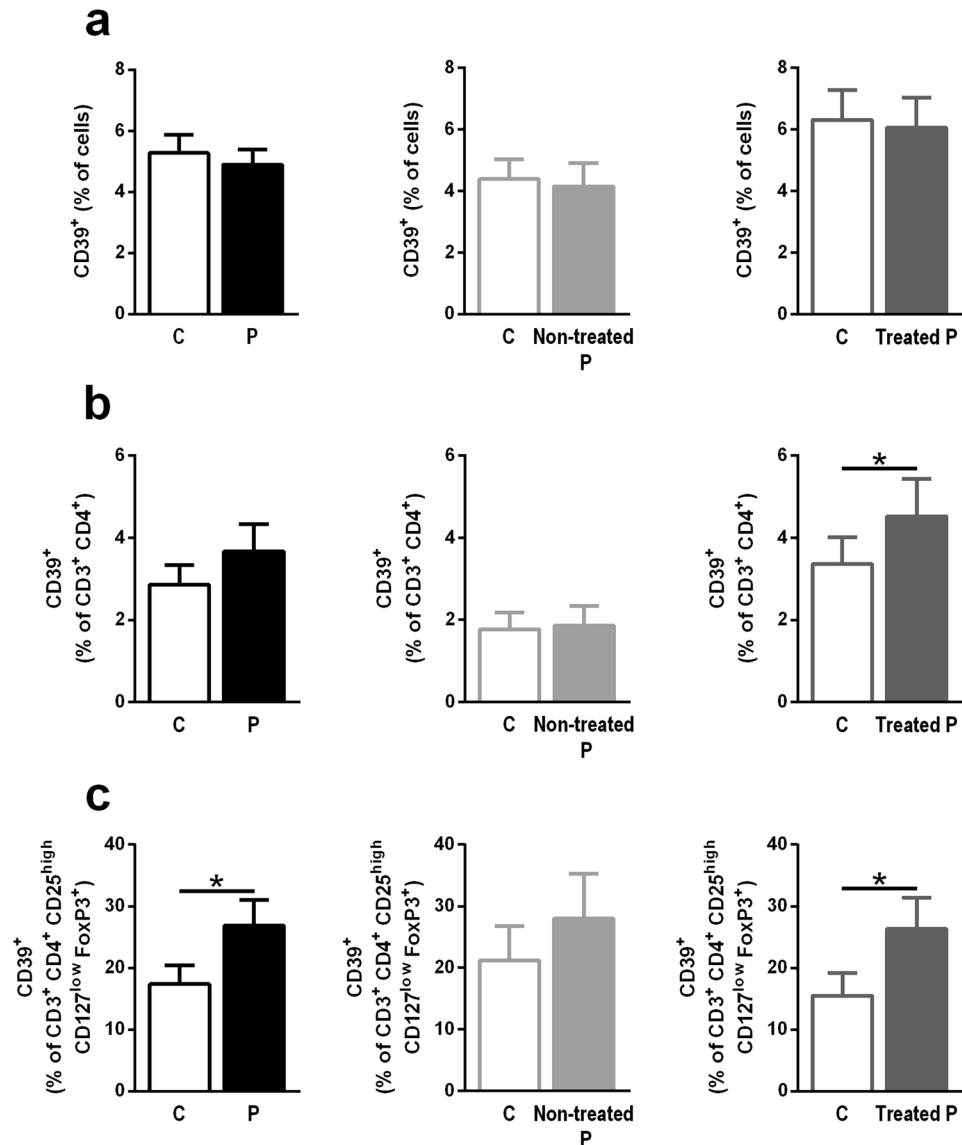 a
CD39⁺ (% of cells)
8
6
4
2
0
C P
CD39⁺ (% of cells)
8
6
4
2
0
C Non-treated
P
CD39⁺ (% of cells)
8
6
4
2
0
C Treated P
b
CD39⁺
(% of CD3⁺ CD4⁺)
6
4
2
0
C P
CD39⁺
(% of CD3⁺ CD4⁺)
6
4
2
0
C Non-treated
P
CD39⁺
(% of CD3⁺ CD4⁺)
6
4
2
0
*
C Treated P
c
CD39⁺
(% of CD3⁺ CD4⁺ CD25ʰⁱᵍʰ
CD127ˡᵒʷ FoxP3⁺)
40
30
20
10
0
*
C P
CD39⁺
(% of CD3⁺ CD4⁺ CD25ʰⁱᵍʰ
CD127ˡᵒʷ FoxP3⁺)
40
30
20
10
0
C Non-treated
P
CD39⁺
(% of CD3⁺ CD4⁺ CD25ʰⁱᵍʰ
CD127ˡᵒʷ FoxP3⁺)
40
30
20
10
0
*
C Treated P